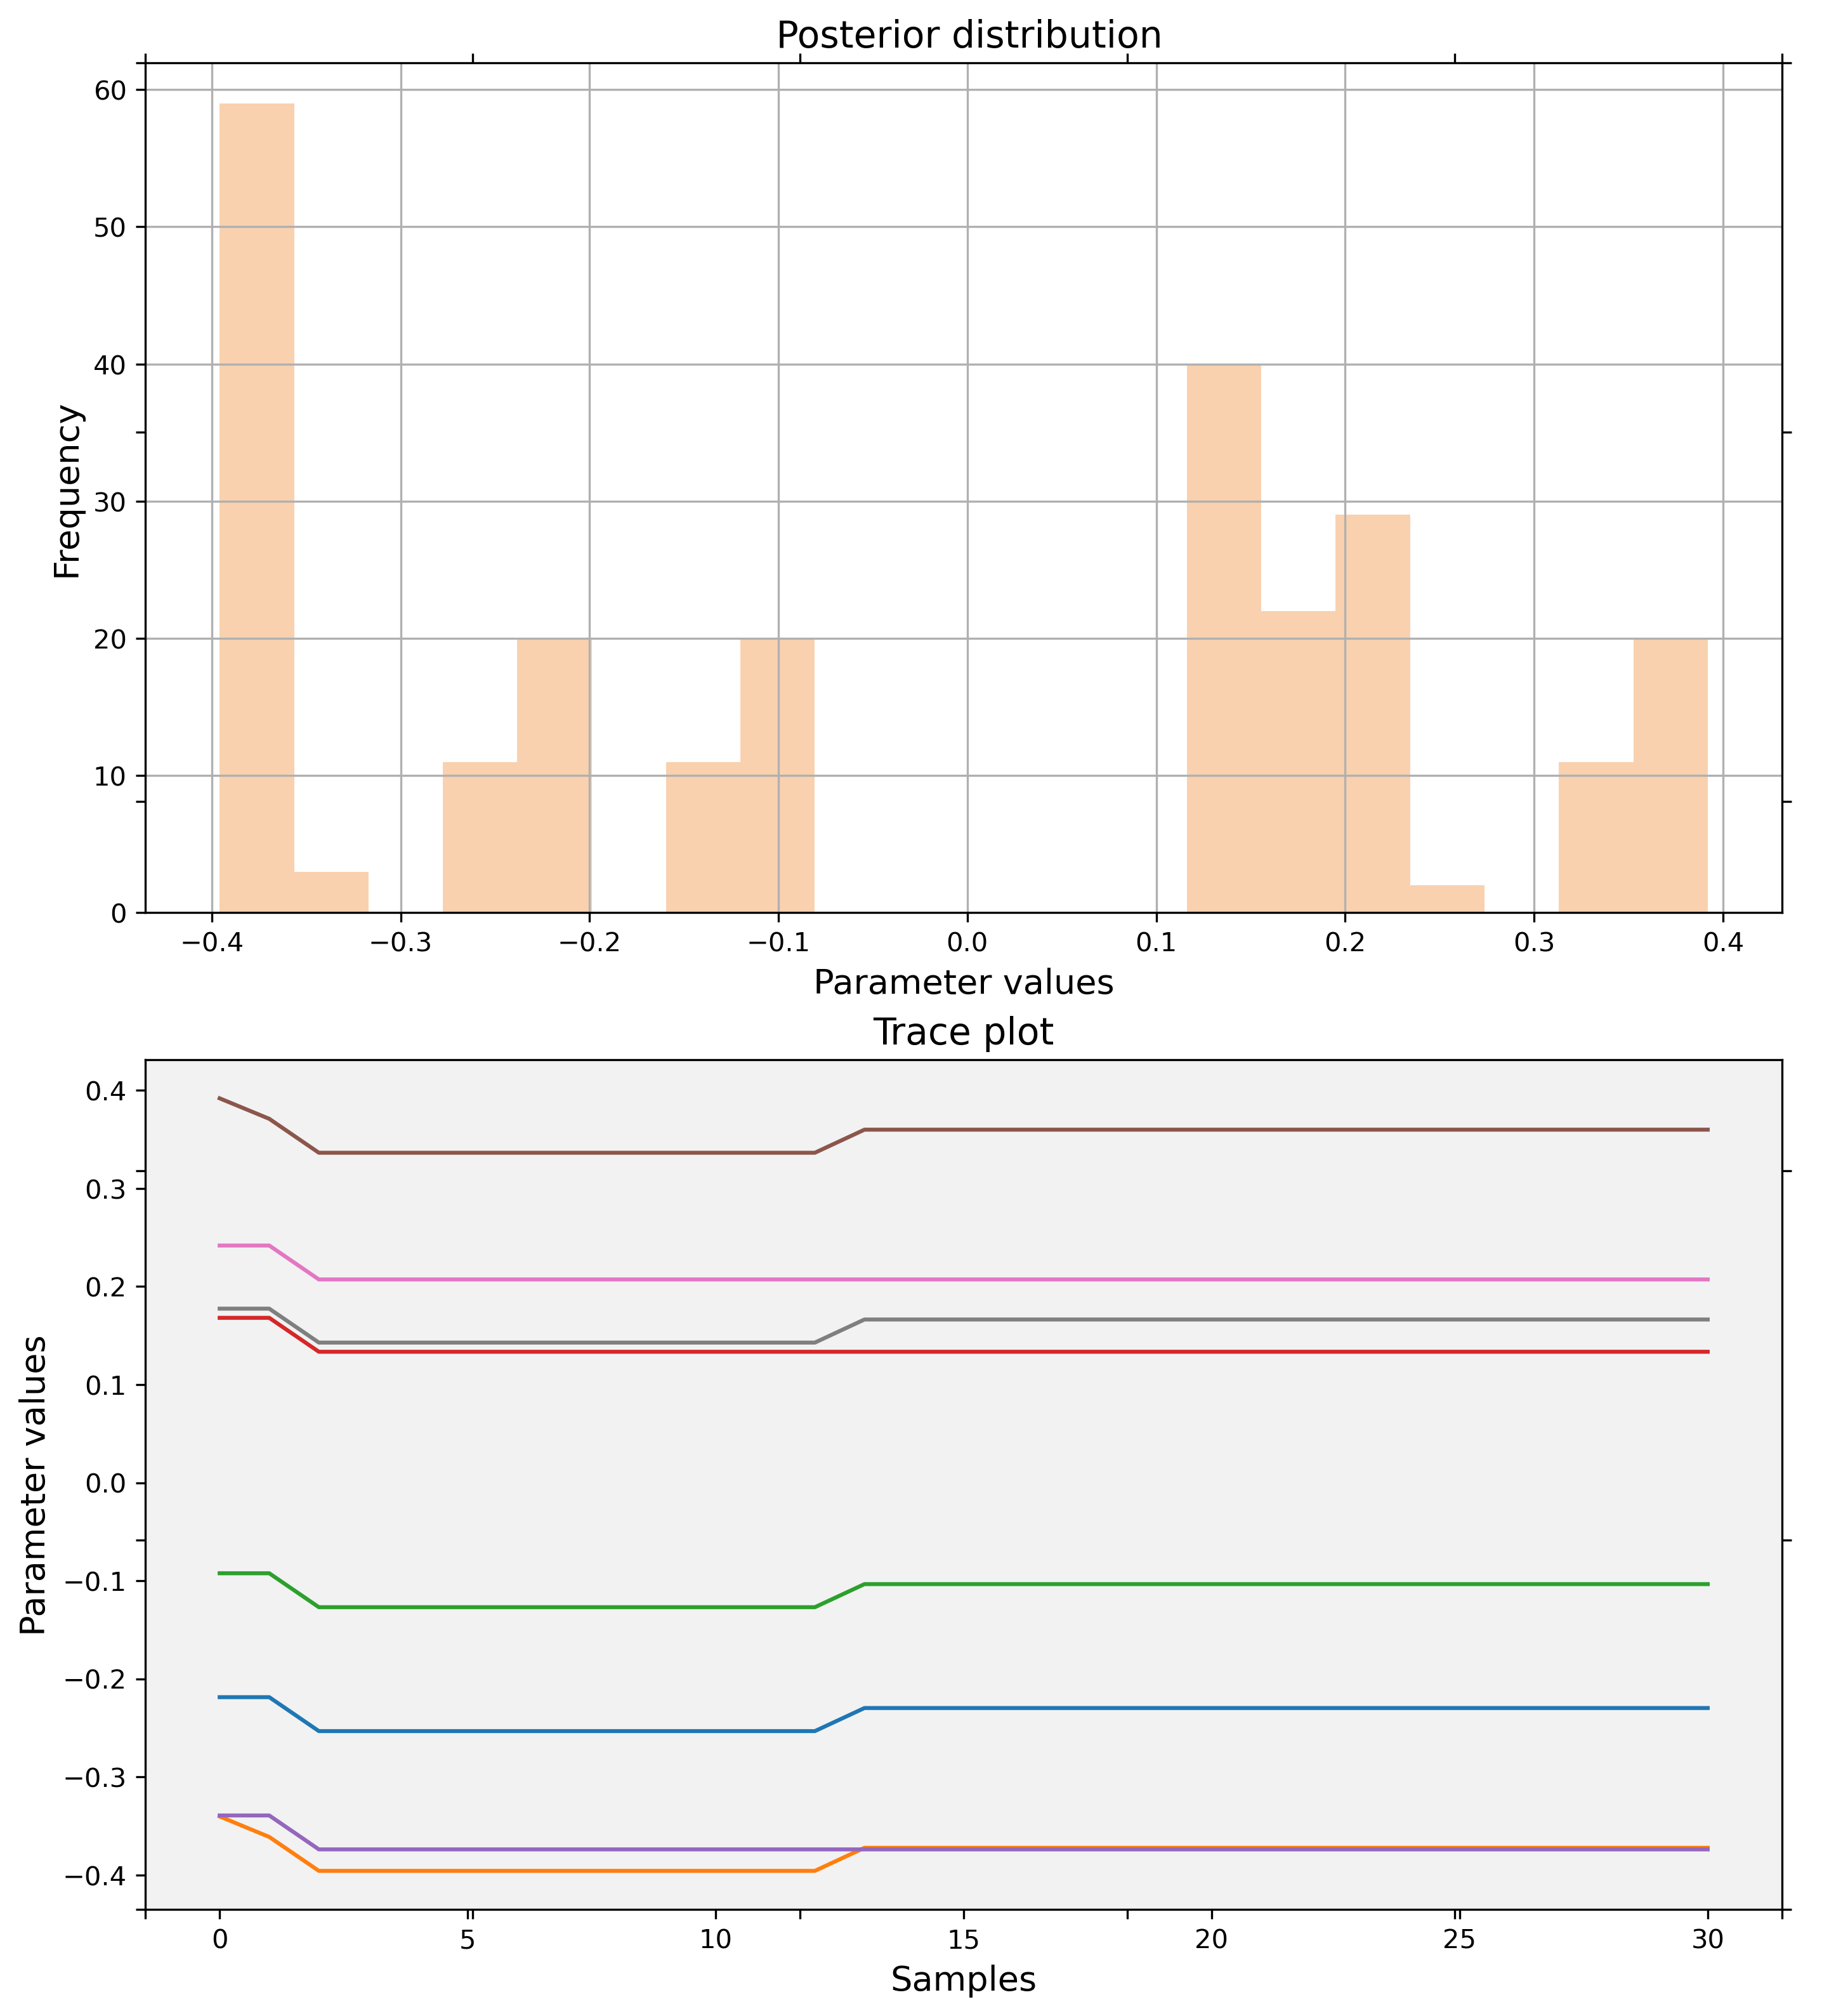 Posterior distribution
60
50
40
30
20
10
0
Frequency
−0.4 −0.3 −0.2 −0.1 0.0 0.1 0.2 0.3 0.4
Parameter values
Trace plot
0.4
0.3
0.2
0.1
0.0
−0.1
−0.2
−0.3
−0.4
Parameter values
0 5 10 15 20 25 30
Samples